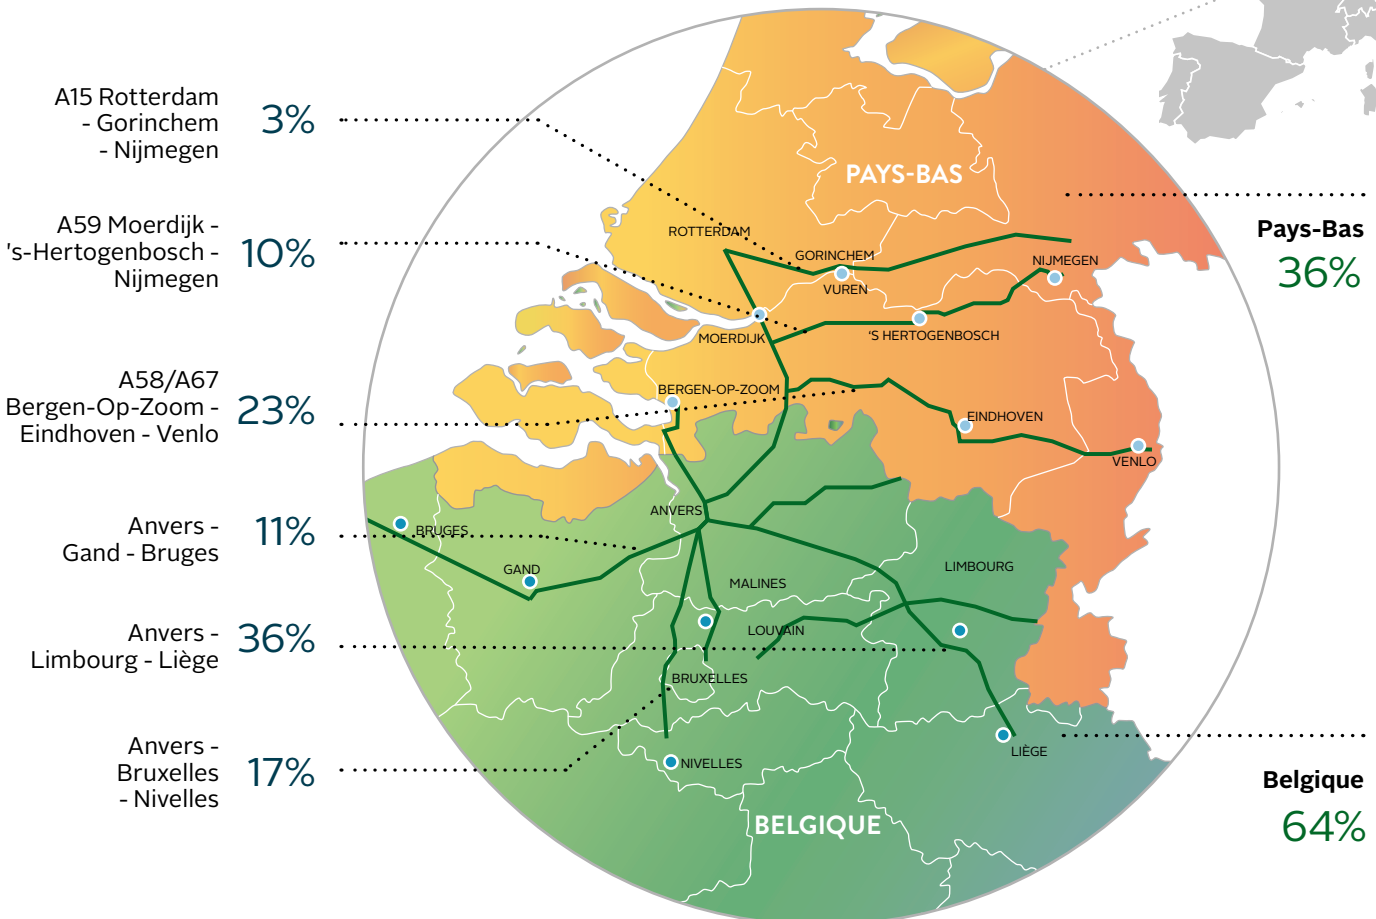 A15 Rotterdam
- Gorinchem
- Nijmegen
3%
A59 Moerdijk -
's-Hertogenbosch -
Nijmegen
10%
A58/A67
Bergen-Op-Zoom -
Eindhoven - Venlo
23%
Anvers -
Gand - Bruges
11%
Anvers -
Limbourg - Liège
36%
Anvers -
Bruxelles
- Nivelles
17%
PAYS-BAS
ROTTERDAM
GORINCHEM
VUREN
NIJMEGEN
MOERDIJK
'S HERTOGENBOSCH
BERGEN-OP-ZOOM
EINDHOVEN
VENLO
ANVERS
BRUGES
GAND
MALINES
LIMBOURG
LOUVAIN
BRUXELLES
LIÈGE
NIVELLES
BELGIQUE
Pays-Bas
36%
Belgique
64%